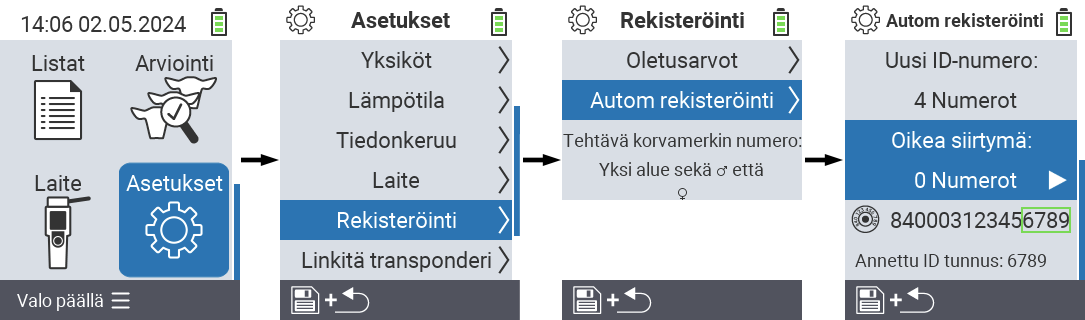 14:06 02.05.2024
Listat
Arviointi
Laite
Asetukset
Valo päällä
Asetukset
Yksiköt
Lämpötila
Tiedonkeruu
Laite
Rekisteröinti
Linkitä transponderi
+
Rekisteröinti
Oletusarvot
Autom rekisteröinti
Tehtävä korvamerkin numero:
Yksi alue sekä ♂ että
♀
+
Autom rekisteröinti
Uusi ID-numero:
4 Numerot
Oikea siirtymä:
0 Numerot
840003123456789
Annettu ID tunnus: 6789
+